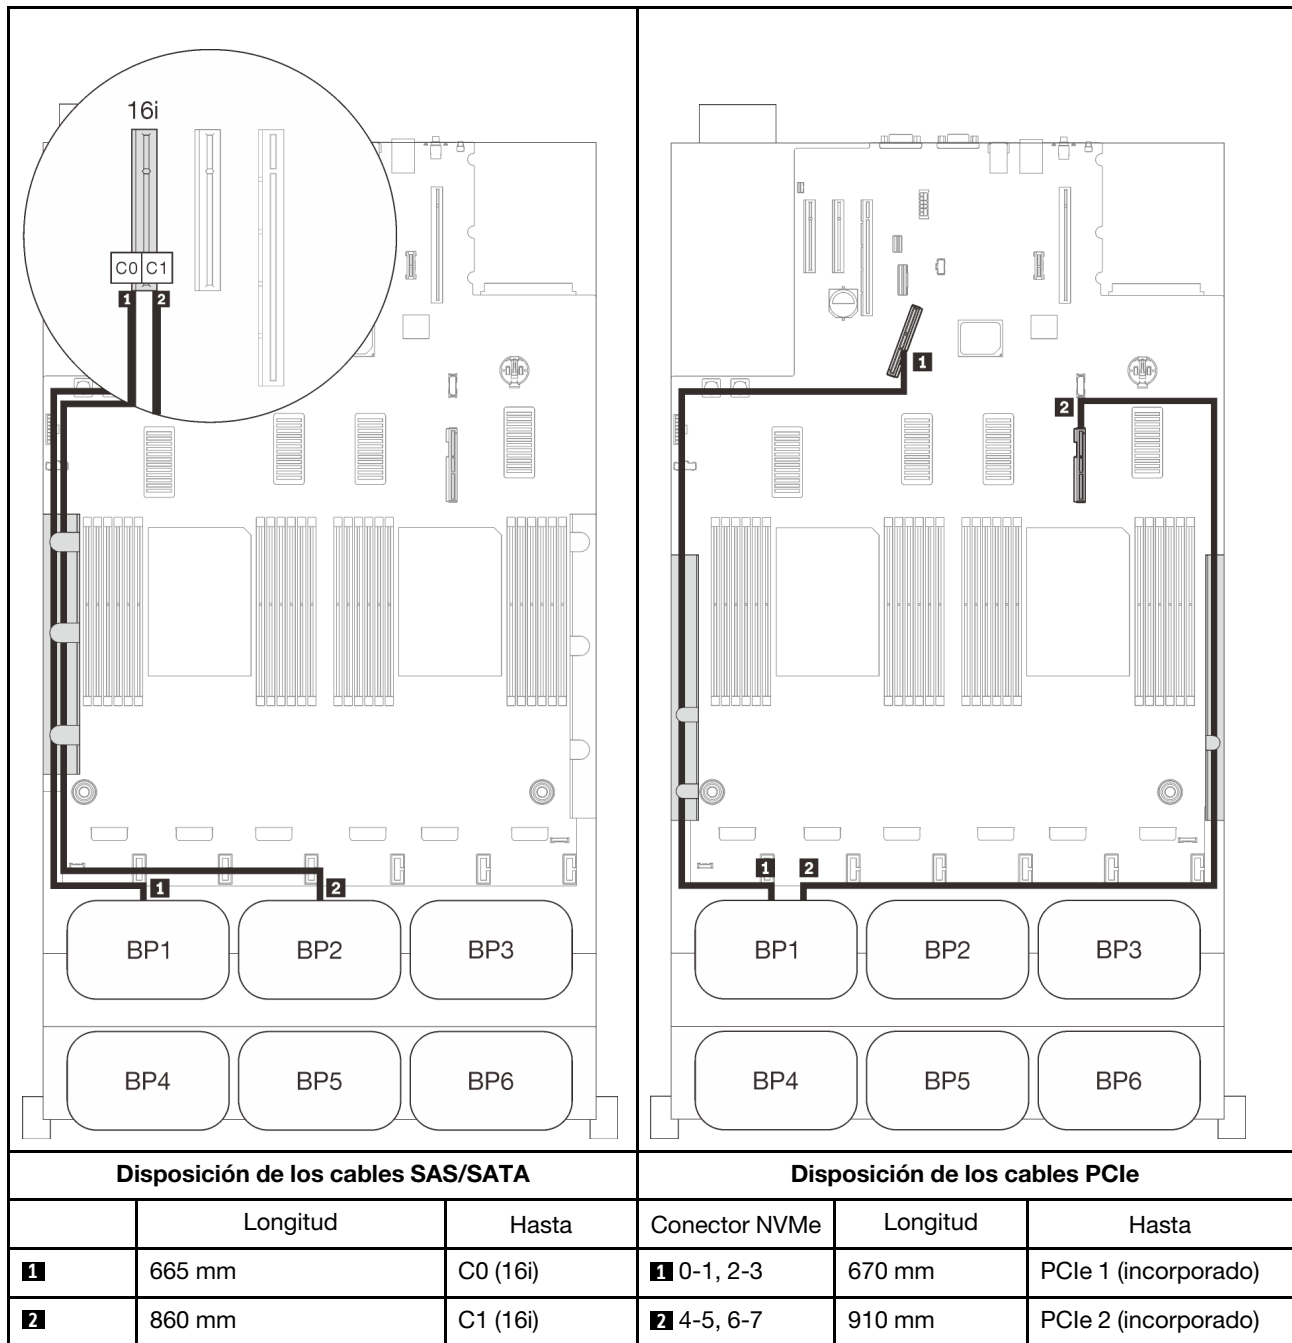 16i
C0 C1
1 2
1
2
1 2
1 2
BP1 BP2 BP3
BP4 BP5 BP6
BP1 BP2 BP3
BP4 BP5 BP6
Disposición de los cables SAS/SATA
Disposición de los cables PCIe
Longitud Hasta Conector NVMe Longitud Hasta
1 665 mm C0 (16i) 1 0-1, 2-3 670 mm PCIe 1 (incorporado)
2 860 mm C1 (16i) 2 4-5, 6-7 910 mm PCIe 2 (incorporado)